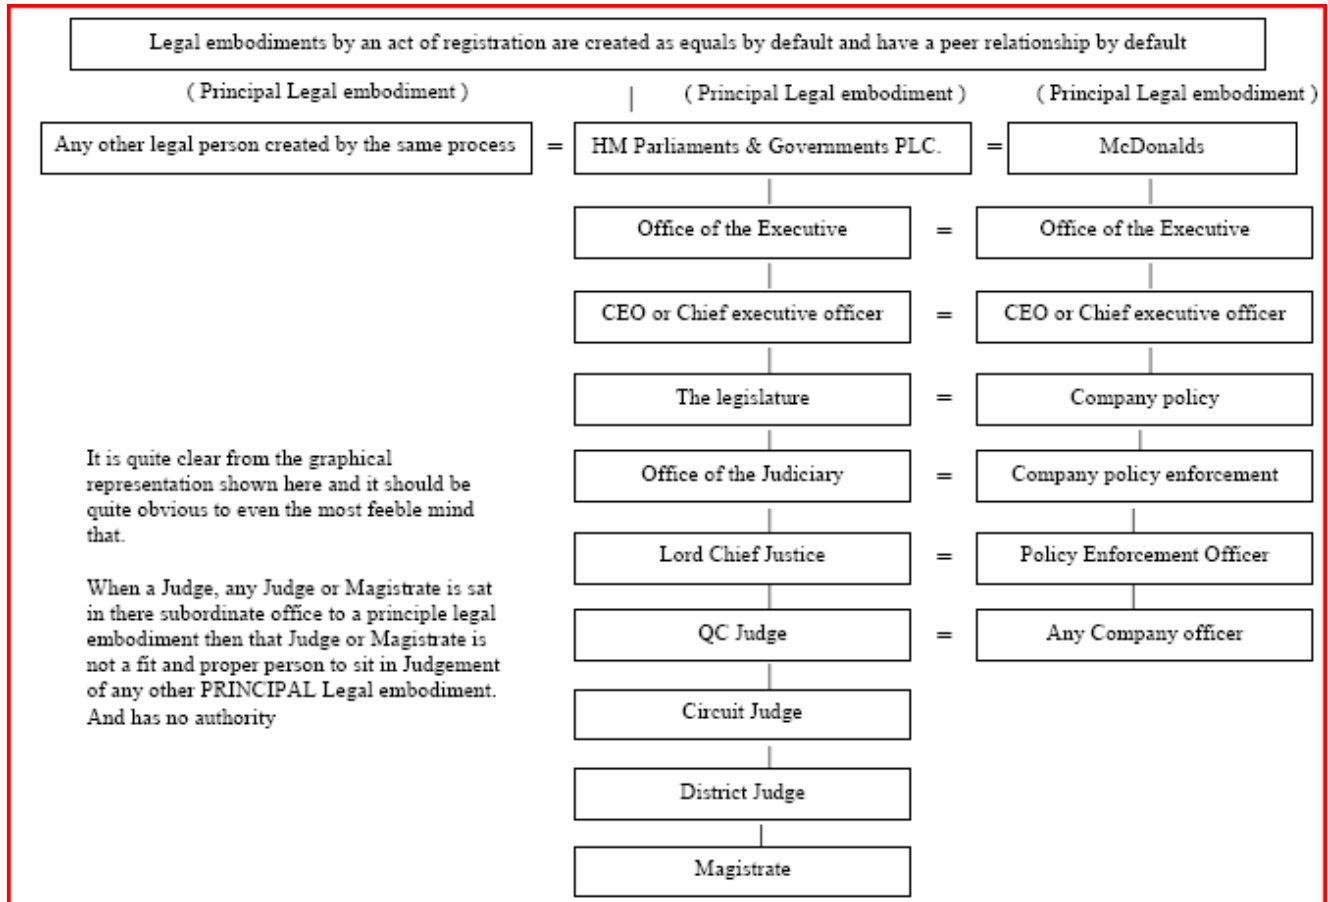 Legal embodiments by an act of registration are created as equals by default and have a peer relationship by default
( Principal Legal embodiment ) | ( Principal Legal embodiment ) ( Principal Legal embodiment )
Any other legal person created by the same process = HM Parliaments & Governments PLC. = McDonalds
Office of the Executive = Office of the Executive
CEO or Chief executive officer = CEO or Chief executive officer
The legislature = Company policy
Office of the Judiciary = Company policy enforcement
Lord Chief Justice = Policy Enforcement Officer
QC Judge = Any Company officer
Circuit Judge
District Judge
Magistrate
It is quite clear from the graphical
representation shown here and it should be
quite obvious to even the most feeble mind
that.
When a Judge, any Judge or Magistrate is sat
in there subordinate office to a principle legal
embodiment then that Judge or Magistrate is
not a fit and proper person to sit in Judgement
of any other PRINCIPAL Legal embodiment.
And has no authority